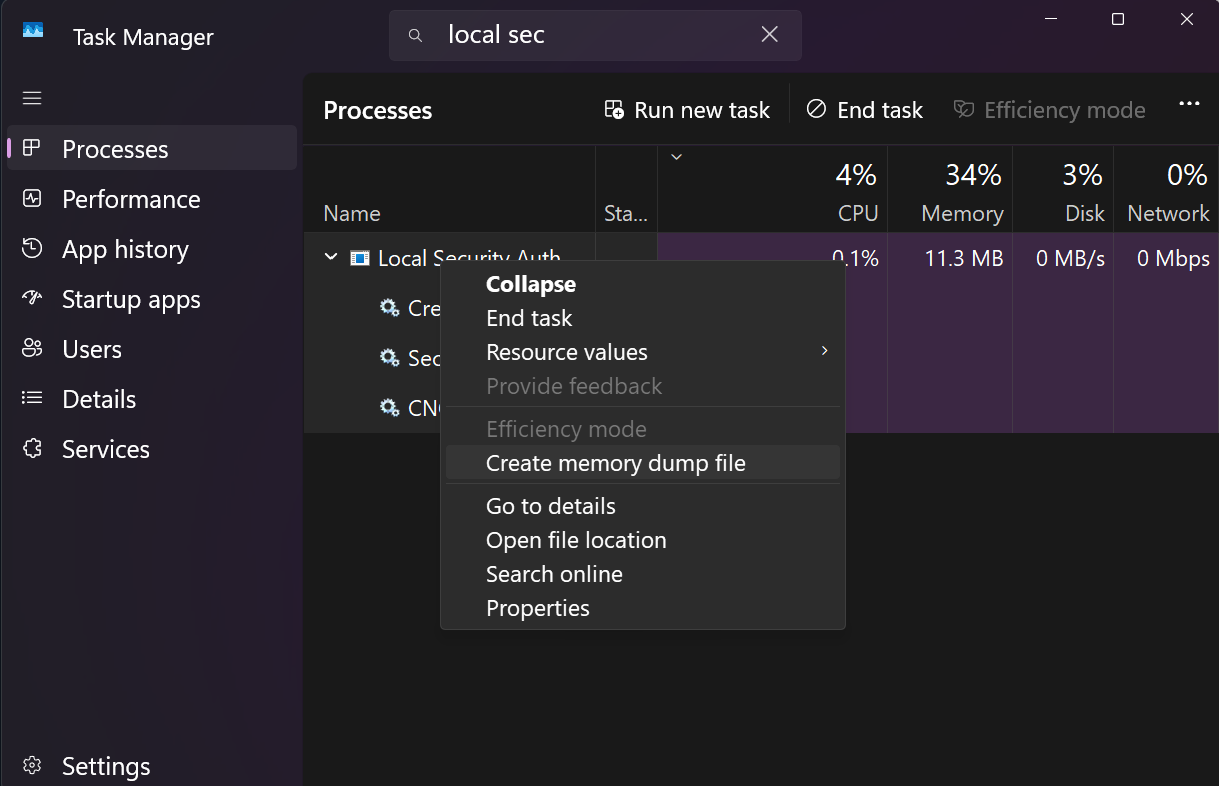 Task Manager
local sec
Processes
Performance
App history
Startup apps
Users
Details
Services
Settings
Processes
Run new task
End task
Efficiency mode
Name
Sta...
4%
CPU
34%
Memory
3%
Disk
0%
Network
Local Security Auth
0.1%
11.3 MB
0 MB/s
0 Mbps
Cre
Sec
CN
Collapse
End task
Resource values
Provide feedback
Efficiency mode
Create memory dump file
Go to details
Open file location
Search online
Properties